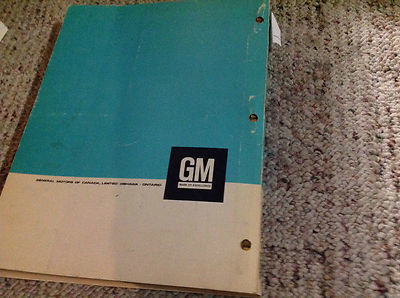 GM
MARK OF EXCELLENCE
GENERAL MOTORS OF CANADA, LIMITED OSHAWA - ONTARIO